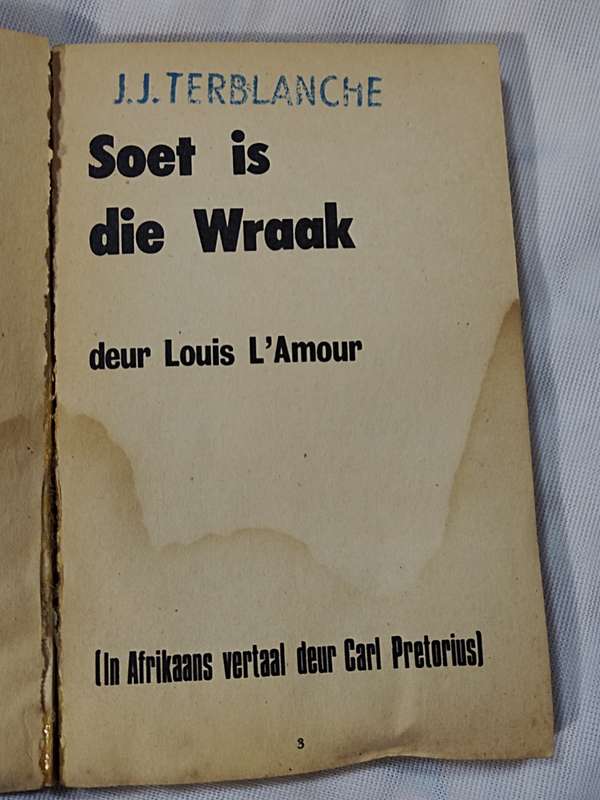 J.J. TERBLANCHE
Soet is
die Wraak
deur Louis L'Amour
(In Afrikaans vertaal deur Carl Pretorius)
3